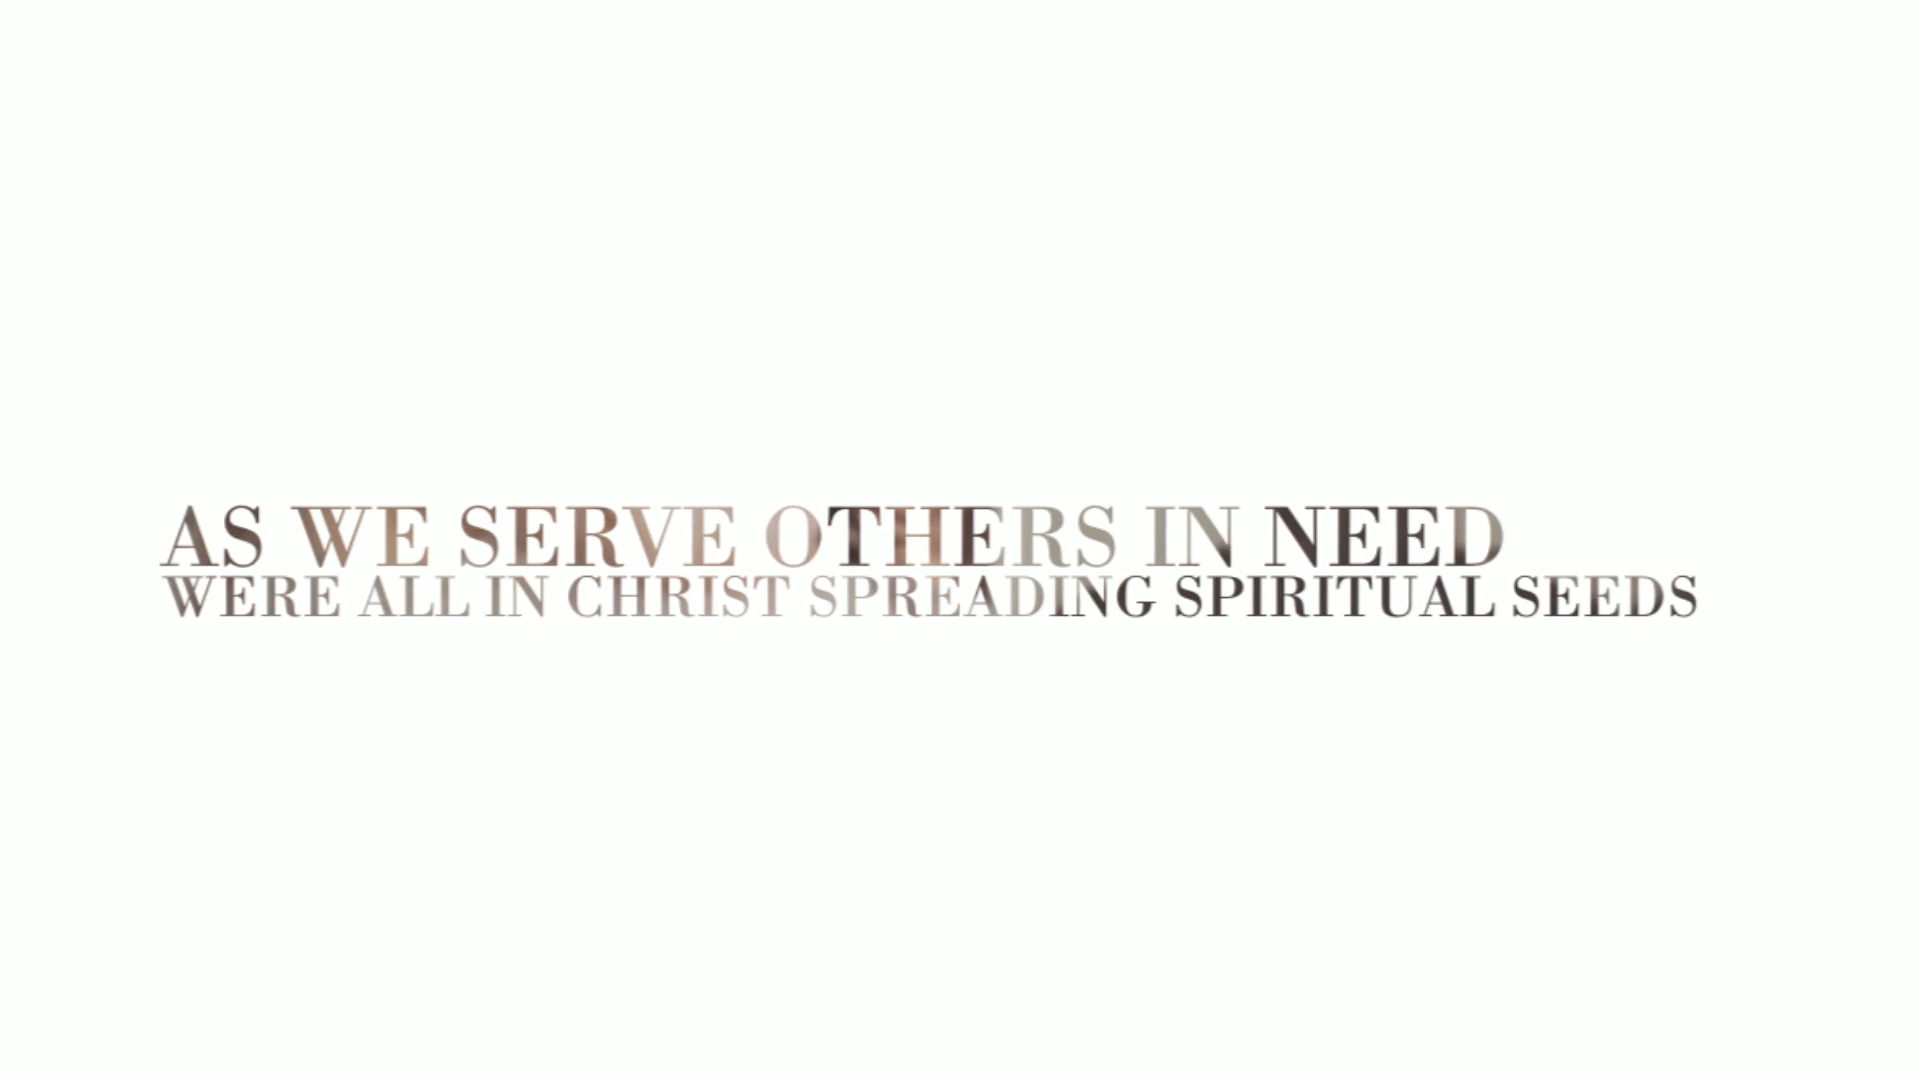 AS WE SERVE OTHERS IN NEED
WERE ALL IN CHRIST SPREADING SPIRITUAL SEEDS